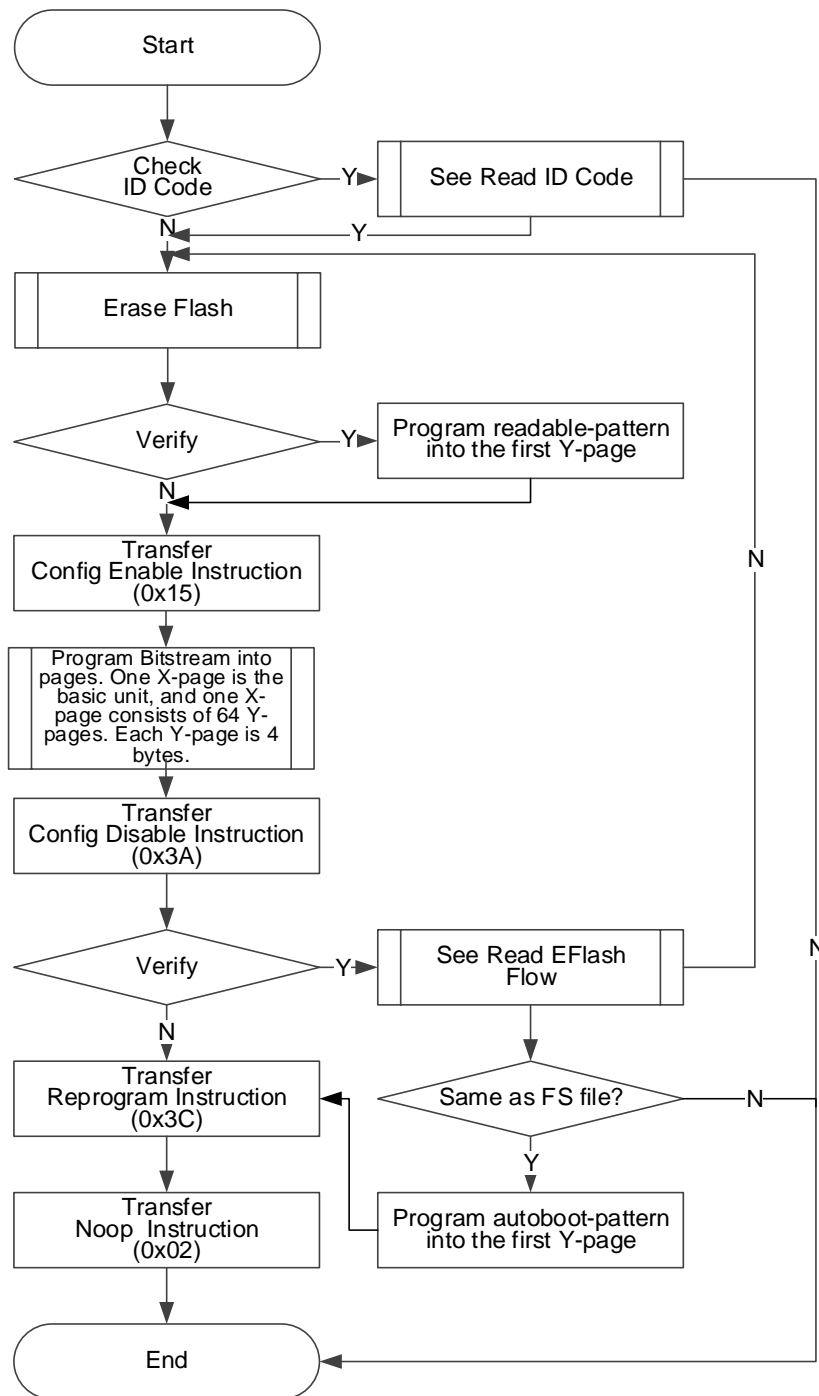 Start
Check
ID Code
Y
See Read ID Code
N
Y
Erase Flash
Verify
Y
Program readable-pattern
into the first Y-page
N
Transfer
Config Enable Instruction
(0x15)
N
Program Bitstream into
pages. One X-page is the
basic unit, and one X-
page consists of 64 Y-
pages. Each Y-page is 4
bytes.
Transfer
Config Disable Instruction
(0x3A)
Verify
Y
See Read EFlash
Flow
N
N
Transfer
Reprogram Instruction
(0x3C)
Same as FS file?
N
Y
Transfer
Noop Instruction
(0x02)
Program autoboot-pattern
into the first Y-page
End